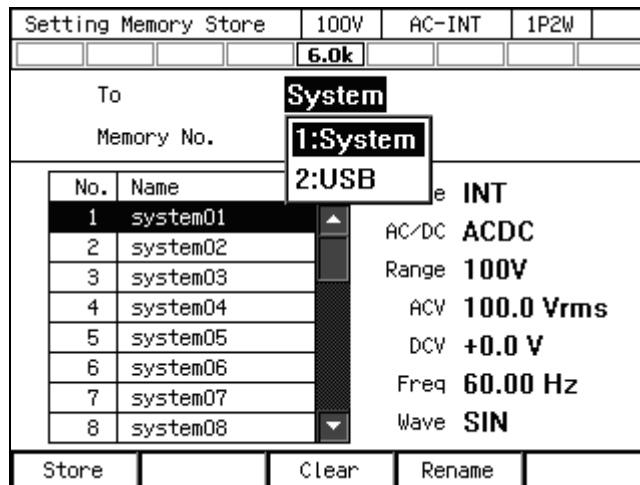 Setting Memory Store 100V AC-INT 1P2W
6.0k
To System
Memory No. 1:System
2:USB
No. Name e INT
1 system01
AC/DC ACDC
2 system02
3 system03 Range 100V
4 system04 ACV 100.0 Vrms
5 system05 DCV +0.0 V
6 system06
Freq 60.00 Hz
7 system07
8 system08 Wave SIN
Store Clear Rename